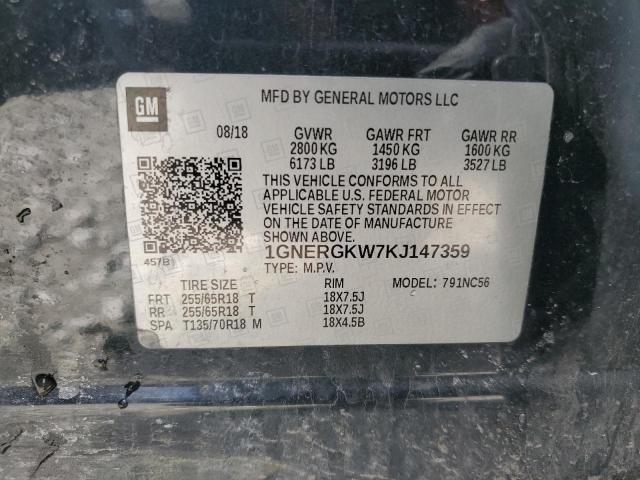 GM
MFD BY GENERAL MOTORS LLC
08/18 GVWR GAWR FRT GAWR RR
2800 KG 1450 KG 1600 KG
6173 LB 3196 LB 3527 LB
THIS VEHICLE CONFORMS TO ALL
APPLICABLE U.S. FEDERAL MOTOR
VEHICLE SAFETY STANDARDS IN EFFECT
ON THE DATE OF MANUFACTURE
SHOWN ABOVE.
457B
1GNERGKW7KJ147359
TYPE: M.P.V. MODEL: 791NC56
TIRE SIZE RIM
FRT 255/65R18 T 18X7.5J
RR 255/65R18 T 18X7.5J
SPA T135/70R18 M 18X4.5B